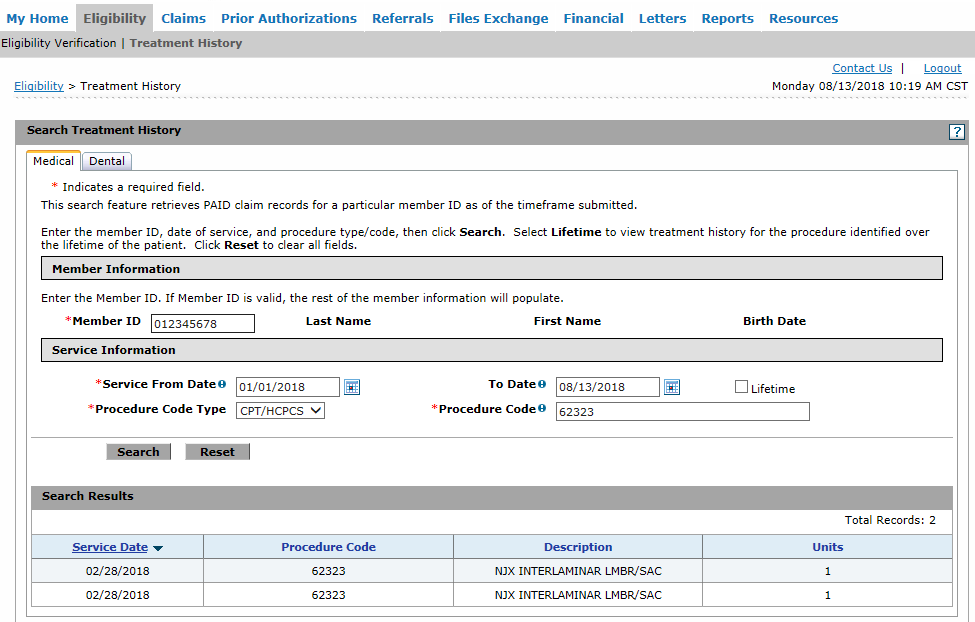 My Home Eligibility Claims Prior Authorizations Referrals Files Exchange Financial Letters Reports Resources
Eligibility Verification | Treatment History
Contact Us | Logout
Eligibility > Treatment History Monday 08/13/2018 10:19 AM CST
Search Treatment History ?
Medical Dental
* Indicates a required field.
This search feature retrieves PAID claim records for a particular member ID as of the timeframe submitted.
Enter the member ID, date of service, and procedure type/code, then click Search. Select Lifetime to view treatment history for the procedure identified over
the lifetime of the patient. Click Reset to clear all fields.
Member Information
Enter the Member ID. If Member ID is valid, the rest of the member information will populate.
*Member ID 012345678 Last Name First Name Birth Date
Service Information
*Service From Date 01/01/2018 To Date 08/13/2018 Lifetime
*Procedure Code Type CPT/HCPCS *Procedure Code 62323
Search Reset
Search Results
Total Records: 2
Service Date Procedure Code Description Units
02/28/2018 62323 NJX INTERLAMINAR LMBR/SAC 1
02/28/2018 62323 NJX INTERLAMINAR LMBR/SAC 1